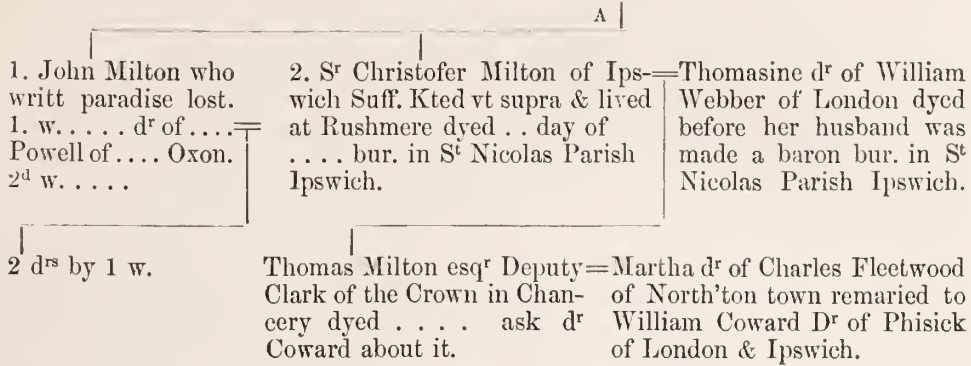 A
1. John Milton who
writt paradise lost.
1. w..... dʳ of....=
Powell of.... Oxon.
2ᵈ w.....
2. Sʳ Christofer Milton of Ips-=
wich Suff. Kted vt supra & lived
at Rushmere dyed .. day of
.... bur. in Sᵗ Nicolas Parish
Ipswich.
Thomasine dʳ of William
Webber of London dyed
before her husband was
made a baron bur. in Sᵗ
Nicolas Parish Ipswich.
2 dʳˢ by 1 w.
Thomas Milton esqʳ Deputy=
Clark of the Crown in Chan-
cery dyed .... ask dʳ
Coward about it.
Martha dʳ of Charles Fleetwood
of North'ton town remaried to
William Coward Dʳ of Phisick
of London & Ipswich.